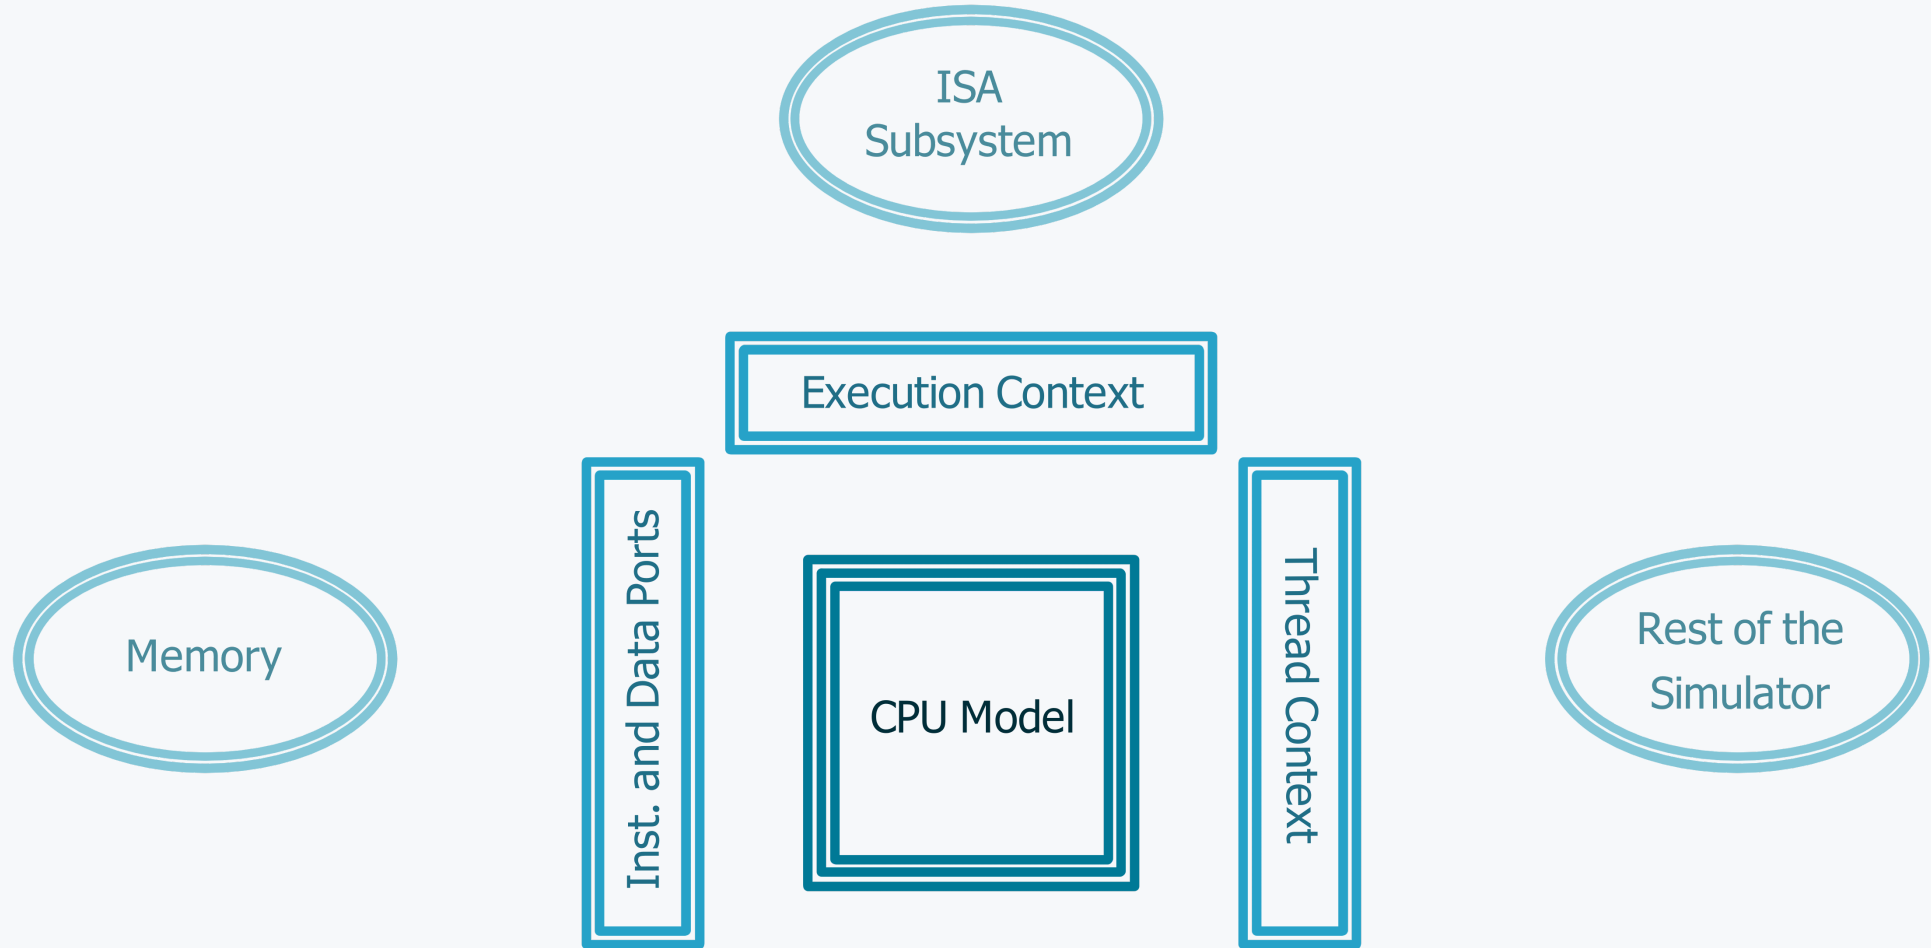 ISA
Subsystem
Execution Context
Inst. and Data Ports
Thread Context
Memory
CPU Model
Rest of the
Simulator